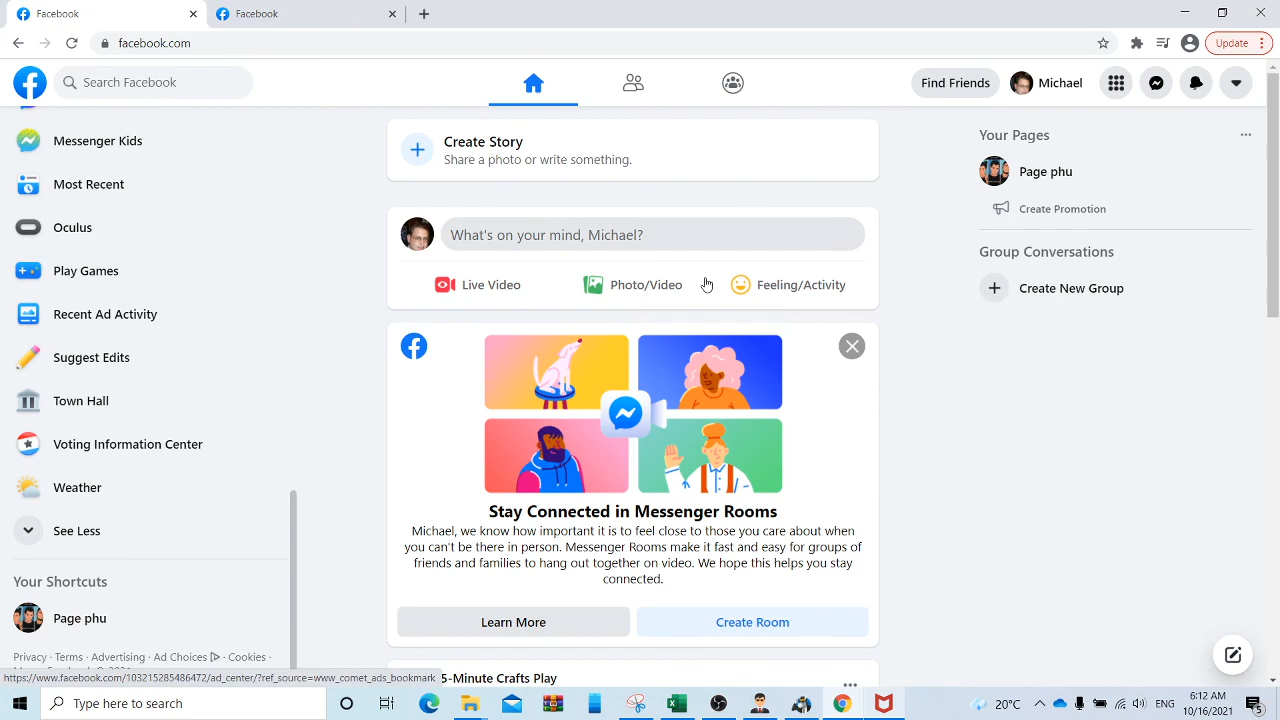 Facebook
Facebook
facebook.com
Update
Search Facebook
Find Friends
Michael
Messenger Kids
Most Recent
Oculus
Play Games
Recent Ad Activity
Suggest Edits
Town Hall
Voting Information Center
Weather
See Less
Your Shortcuts
Page phu
Privacy · Terms · Advertising · Ad Choices · Cookies ·
https://www.facebook.com/103215285486472/ad_center/?ref_source=www_comet_ads_bookmark
Create Story
Share a photo or write something.
What's on your mind, Michael?
Live Video
Photo/Video
Feeling/Activity
Stay Connected in Messenger Rooms
Michael, we know how important it is to feel close to those you care about when
you can't be there in person. Messenger Rooms make it fast and easy for groups of
friends and families to hang out together on video. We hope this helps you stay
connected.
Learn More
Create Room
5-Minute Crafts Play
Your Pages
Page phu
Create Promotion
Group Conversations
Create New Group
Type here to search
20°C
ENG
6:12 AM
10/16/2021
5